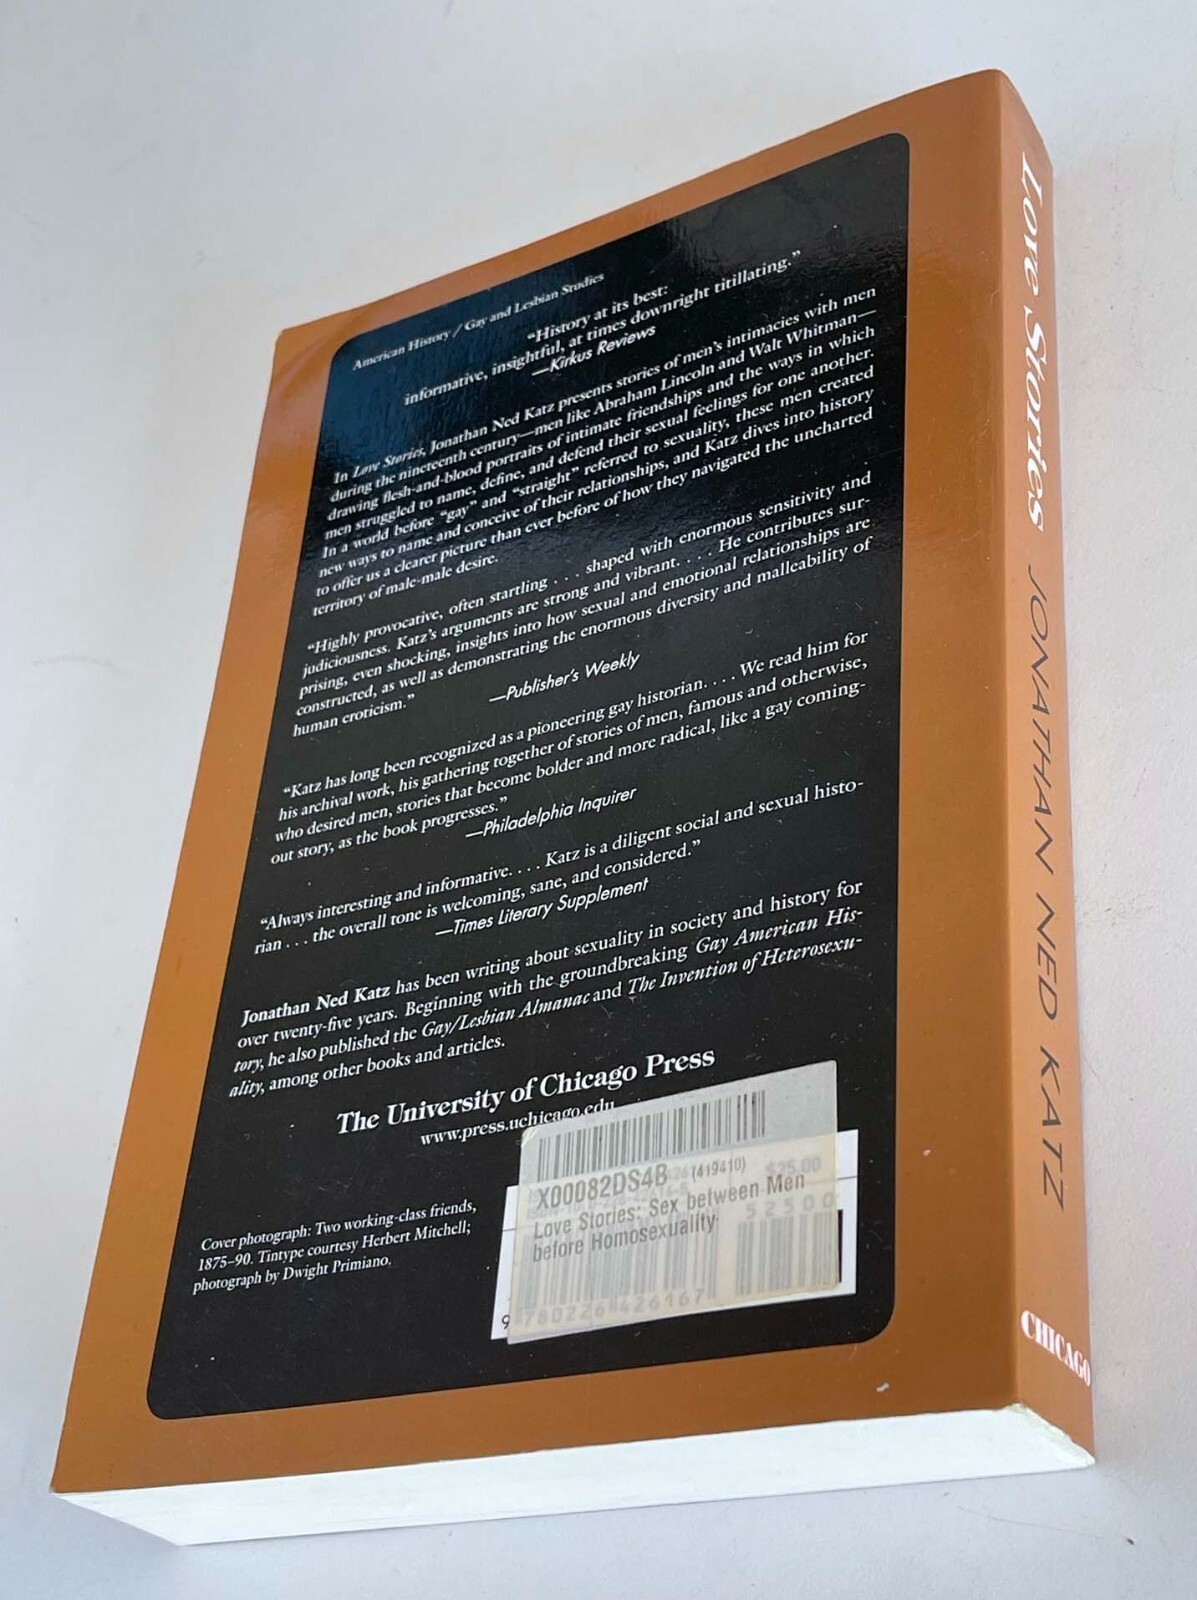 American History / Gay and Lesbian Studies
“History at its best:
informative, insightful, at times downright titillating.”
—Kirkus Reviews
In Love Stories, Jonathan Ned Katz presents stories of men’s intimacies with men
during the nineteenth century—men like Abraham Lincoln and Walt Whitman—
drawing flesh-and-blood portraits of intimate friendships and the ways in which
men struggled to name, define, and defend their sexual feelings for one another.
In a world before “gay” and “straight” referred to sexuality, these men created
new ways to name and conceive of their relationships, and Katz dives into history
to offer us a clearer picture than ever before of how they navigated the uncharted
territory of male-male desire.
“Highly provocative, often startling . . . shaped with enormous sensitivity and
judiciousness. Katz’s arguments are strong and vibrant. . . . He contributes sur-
prising, even shocking, insights into how sexual and emotional relationships are
constructed, as well as demonstrating the enormous diversity and malleability of
human eroticism.”
—Publisher’s Weekly
“Katz has long been recognized as a pioneering gay historian. . . . We read him for
his archival work, his gathering together of stories of men, famous and otherwise,
who desired men, stories that become bolder and more radical, like a gay coming-
out story, as the book progresses.”
—Philadelphia Inquirer
“Always interesting and informative. . . . Katz is a diligent social and sexual histo-
rian . . . the overall tone is welcoming, sane, and considered.”
—Times Literary Supplement
Jonathan Ned Katz has been writing about sexuality in society and history for
over twenty-five years. Beginning with the groundbreaking Gay American His-
tory, he also published the Gay/Lesbian Almanac and The Invention of Heterosexu-
ality, among other books and articles.
The University of Chicago Press
www.press.uchicago.edu
Cover photograph: Two working-class friends,
1875–90. Tintype courtesy Herbert Mitchell;
photograph by Dwight Primiano.
X00082DS4B (419410)
Love Stories: Sex between Men
before Homosexuality
$25.00
52500
9 780226 426167
Love Stories JONATHAN NED KATZ CHICAGO